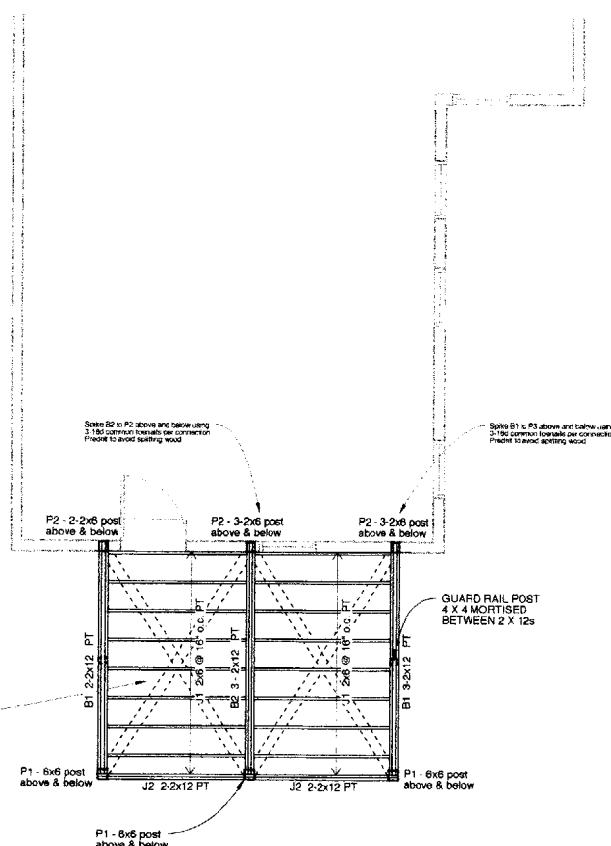 Spike B2 to P2 above and below using
3-16d common toenails per connection
Predrill to avoid splitting wood
Spike B1 to P3 above and below using
3-16d common toenails per connection
Predrill to avoid splitting wood
P2 - 2-2x6 post
above & below
P2 - 3-2x6 post
above & below
P2 - 3-2x6 post
above & below
GUARD RAIL POST
4 X 4 MORTISED
BETWEEN 2 X 12s
B1 2-2x12 PT
J1 2x6 @ 16" o.c. PT
B2 3 - 2x12 PT
J1 2x6 @ 16" o.c. PT
B1 3-2x12 PT
P1 - 6x6 post
above & below
J2 2-2x12 PT
J2 2-2x12 PT
P1 - 6x6 post
above & below
P1 - 6x6 post
above & below